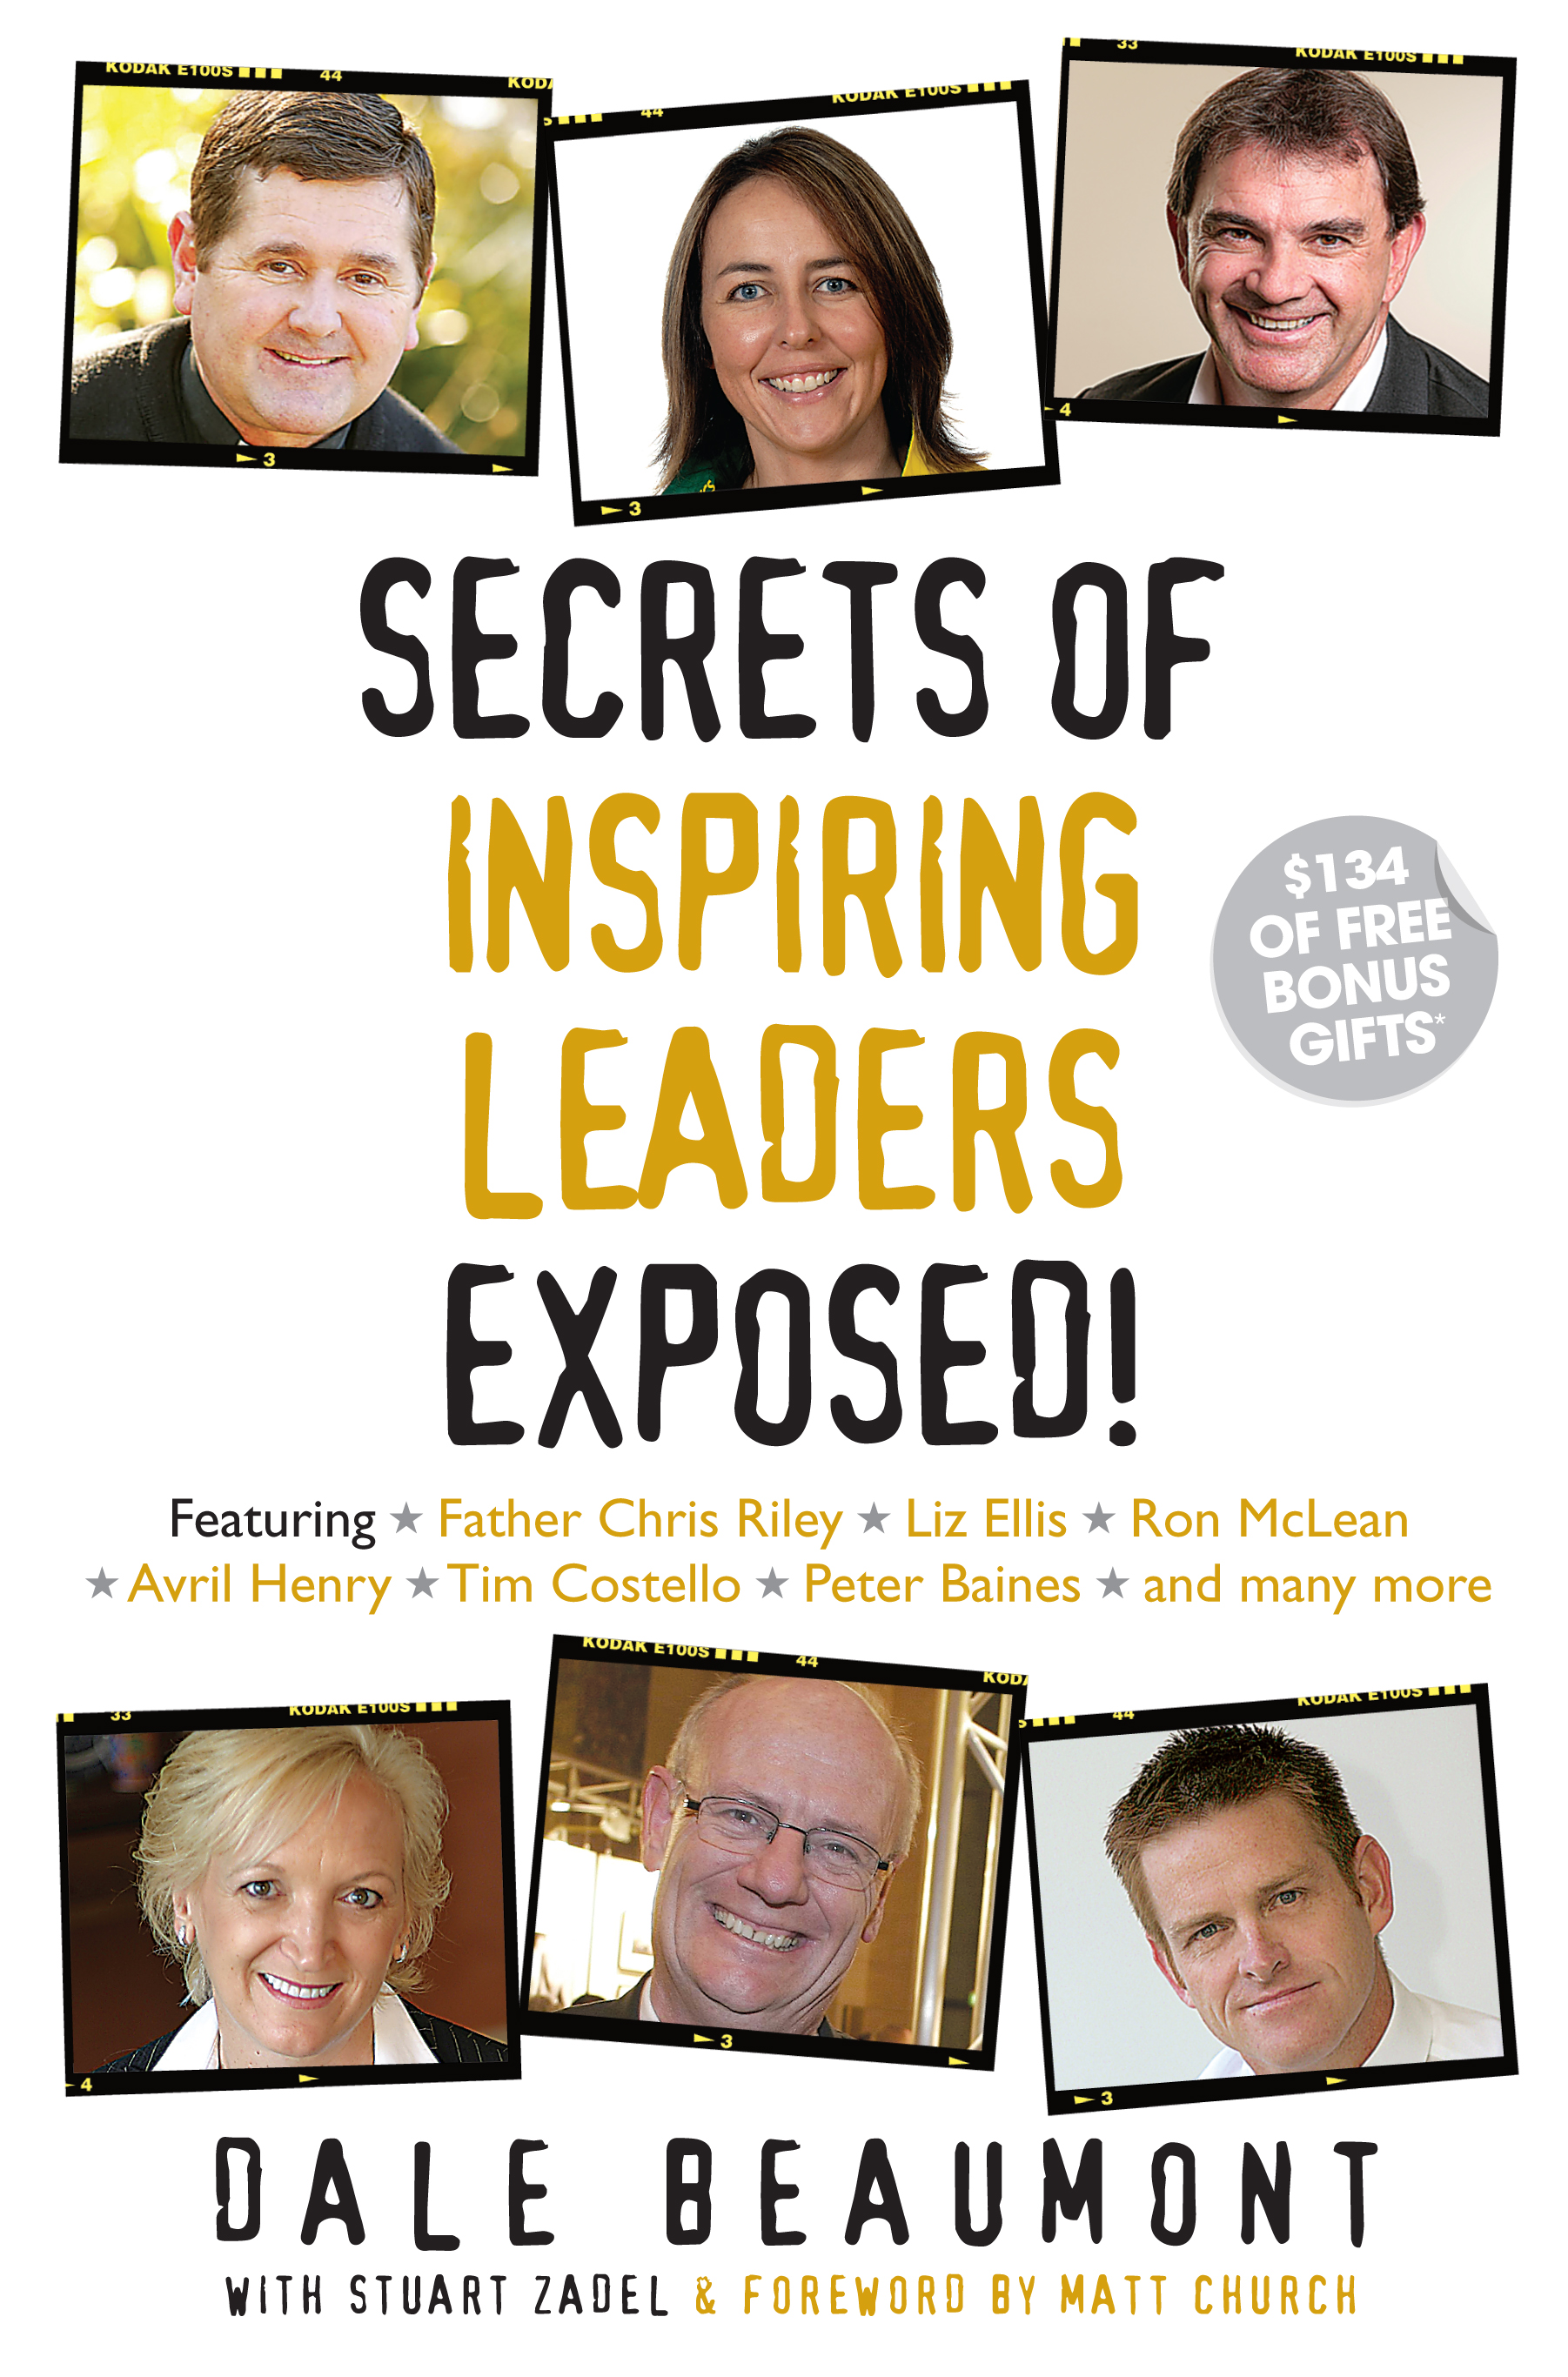 KODAK E100S 44 KODA
44 KODAK E100S
33 KODAK E100S
3
3
4
SECRETS OF
INSPIRING
LEADERS
EXPOSED!
$134
OF FREE
BONUS
GIFTS*
Featuring ★ Father Chris Riley ★ Liz Ellis ★ Ron McLean
★ Avril Henry ★ Tim Costello ★ Peter Baines ★ and many more
33 KODAK E100S
KODAK E100S 44 KODA
44 KODAK E100S
4
3
3
DALE BEAUMONT
WITH STUART ZADEL & FOREWORD BY MATT CHURCH